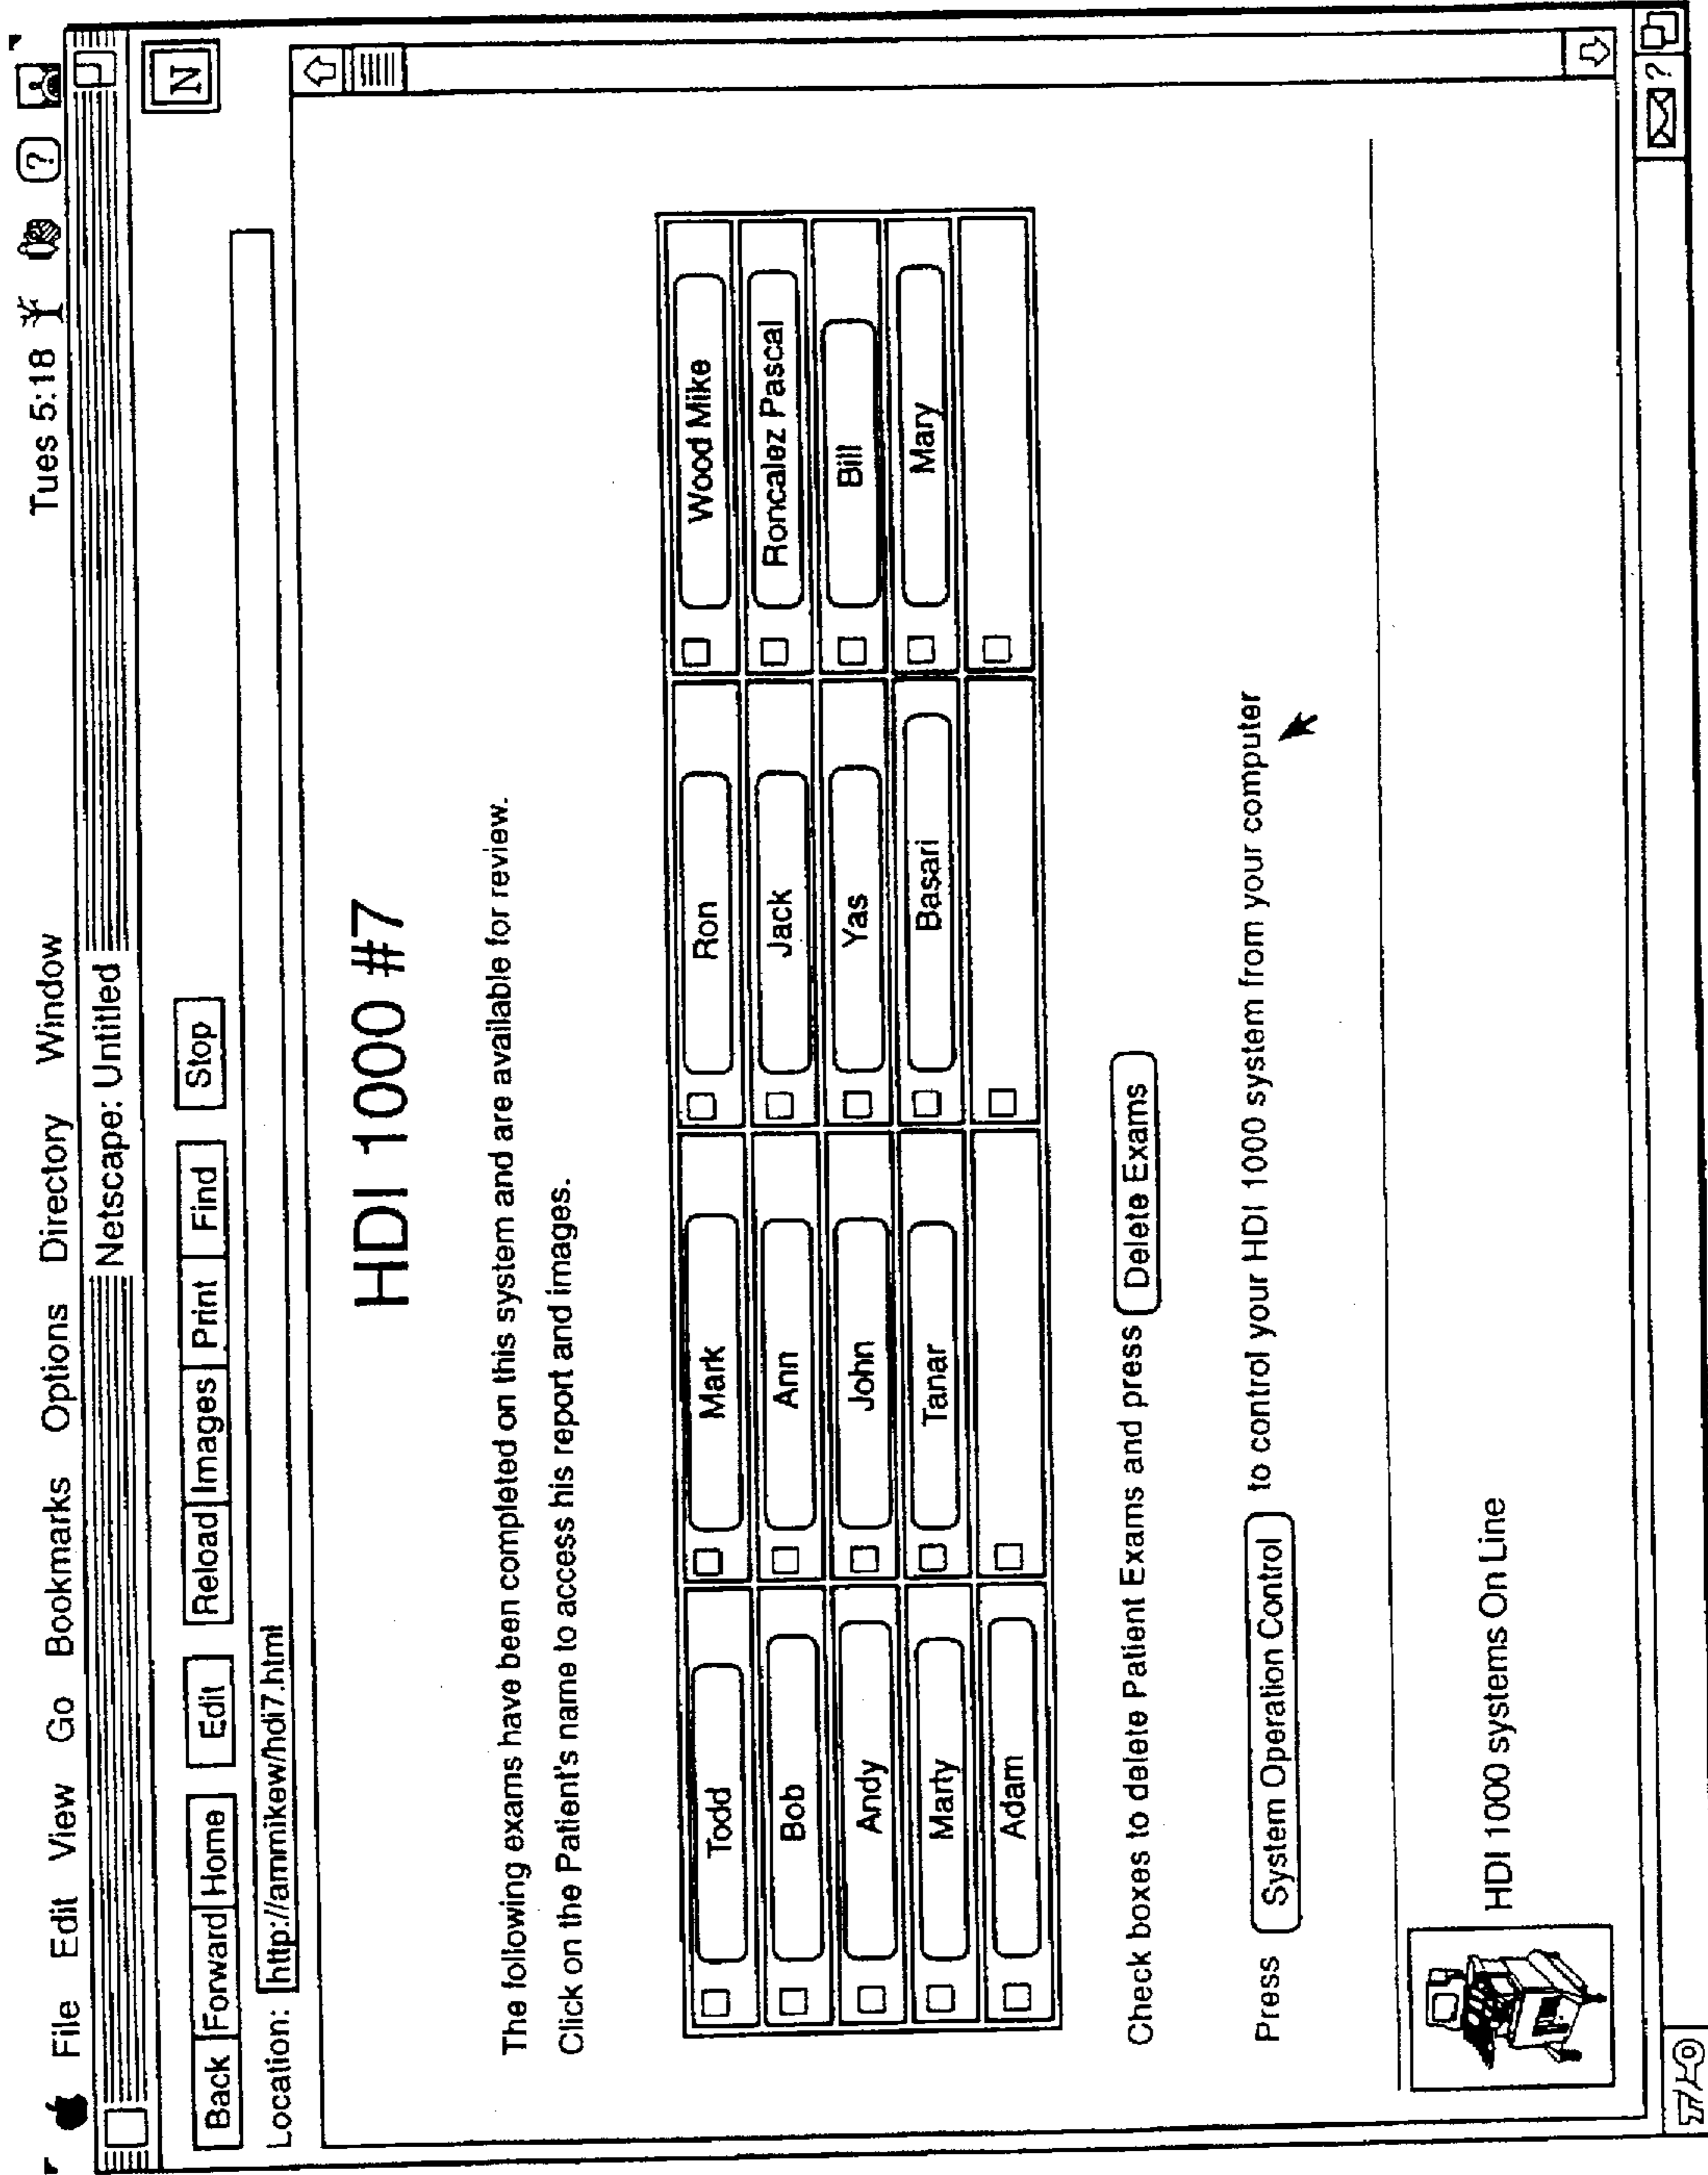 File Edit View Go Bookmarks Options Directory Window Tues 5:18 ?
Netscape: Untitled
Back Forward Home Edit Reload Images Print Find Stop N
Location: http://armmikew/hdi7.html
HDI 1000 #7
The following exams have been completed on this system and are available for review.
Click on the Patient's name to access his report and images.
Todd Mark Ron Wood Mike
Bob Ann Jack Roncalez Pascal
Andy John Yas Bill
Marty Tanar Basari Mary
Adam
Check boxes to delete Patient Exams and press Delete Exams
Press System Operation Control to control your HDI 1000 system from your computer
HDI 1000 systems On Line
?